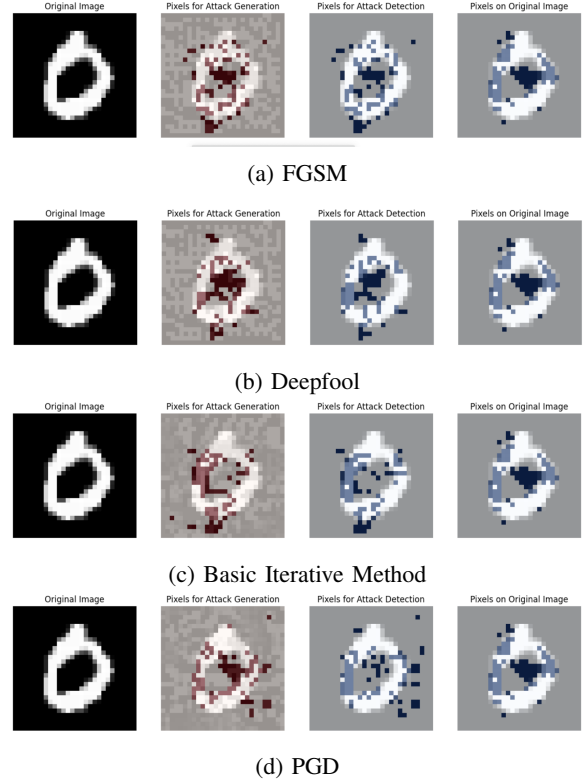 Original Image Pixels for Attack Generation Pixels for Attack Detection Pixels on Original Image
(a) FGSM
Original Image Pixels for Attack Generation Pixels for Attack Detection Pixels on Original Image
(b) Deepfool
Original Image Pixels for Attack Generation Pixels for Attack Detection Pixels on Original Image
(c) Basic Iterative Method
Original Image Pixels for Attack Generation Pixels for Attack Detection Pixels on Original Image
(d) PGD